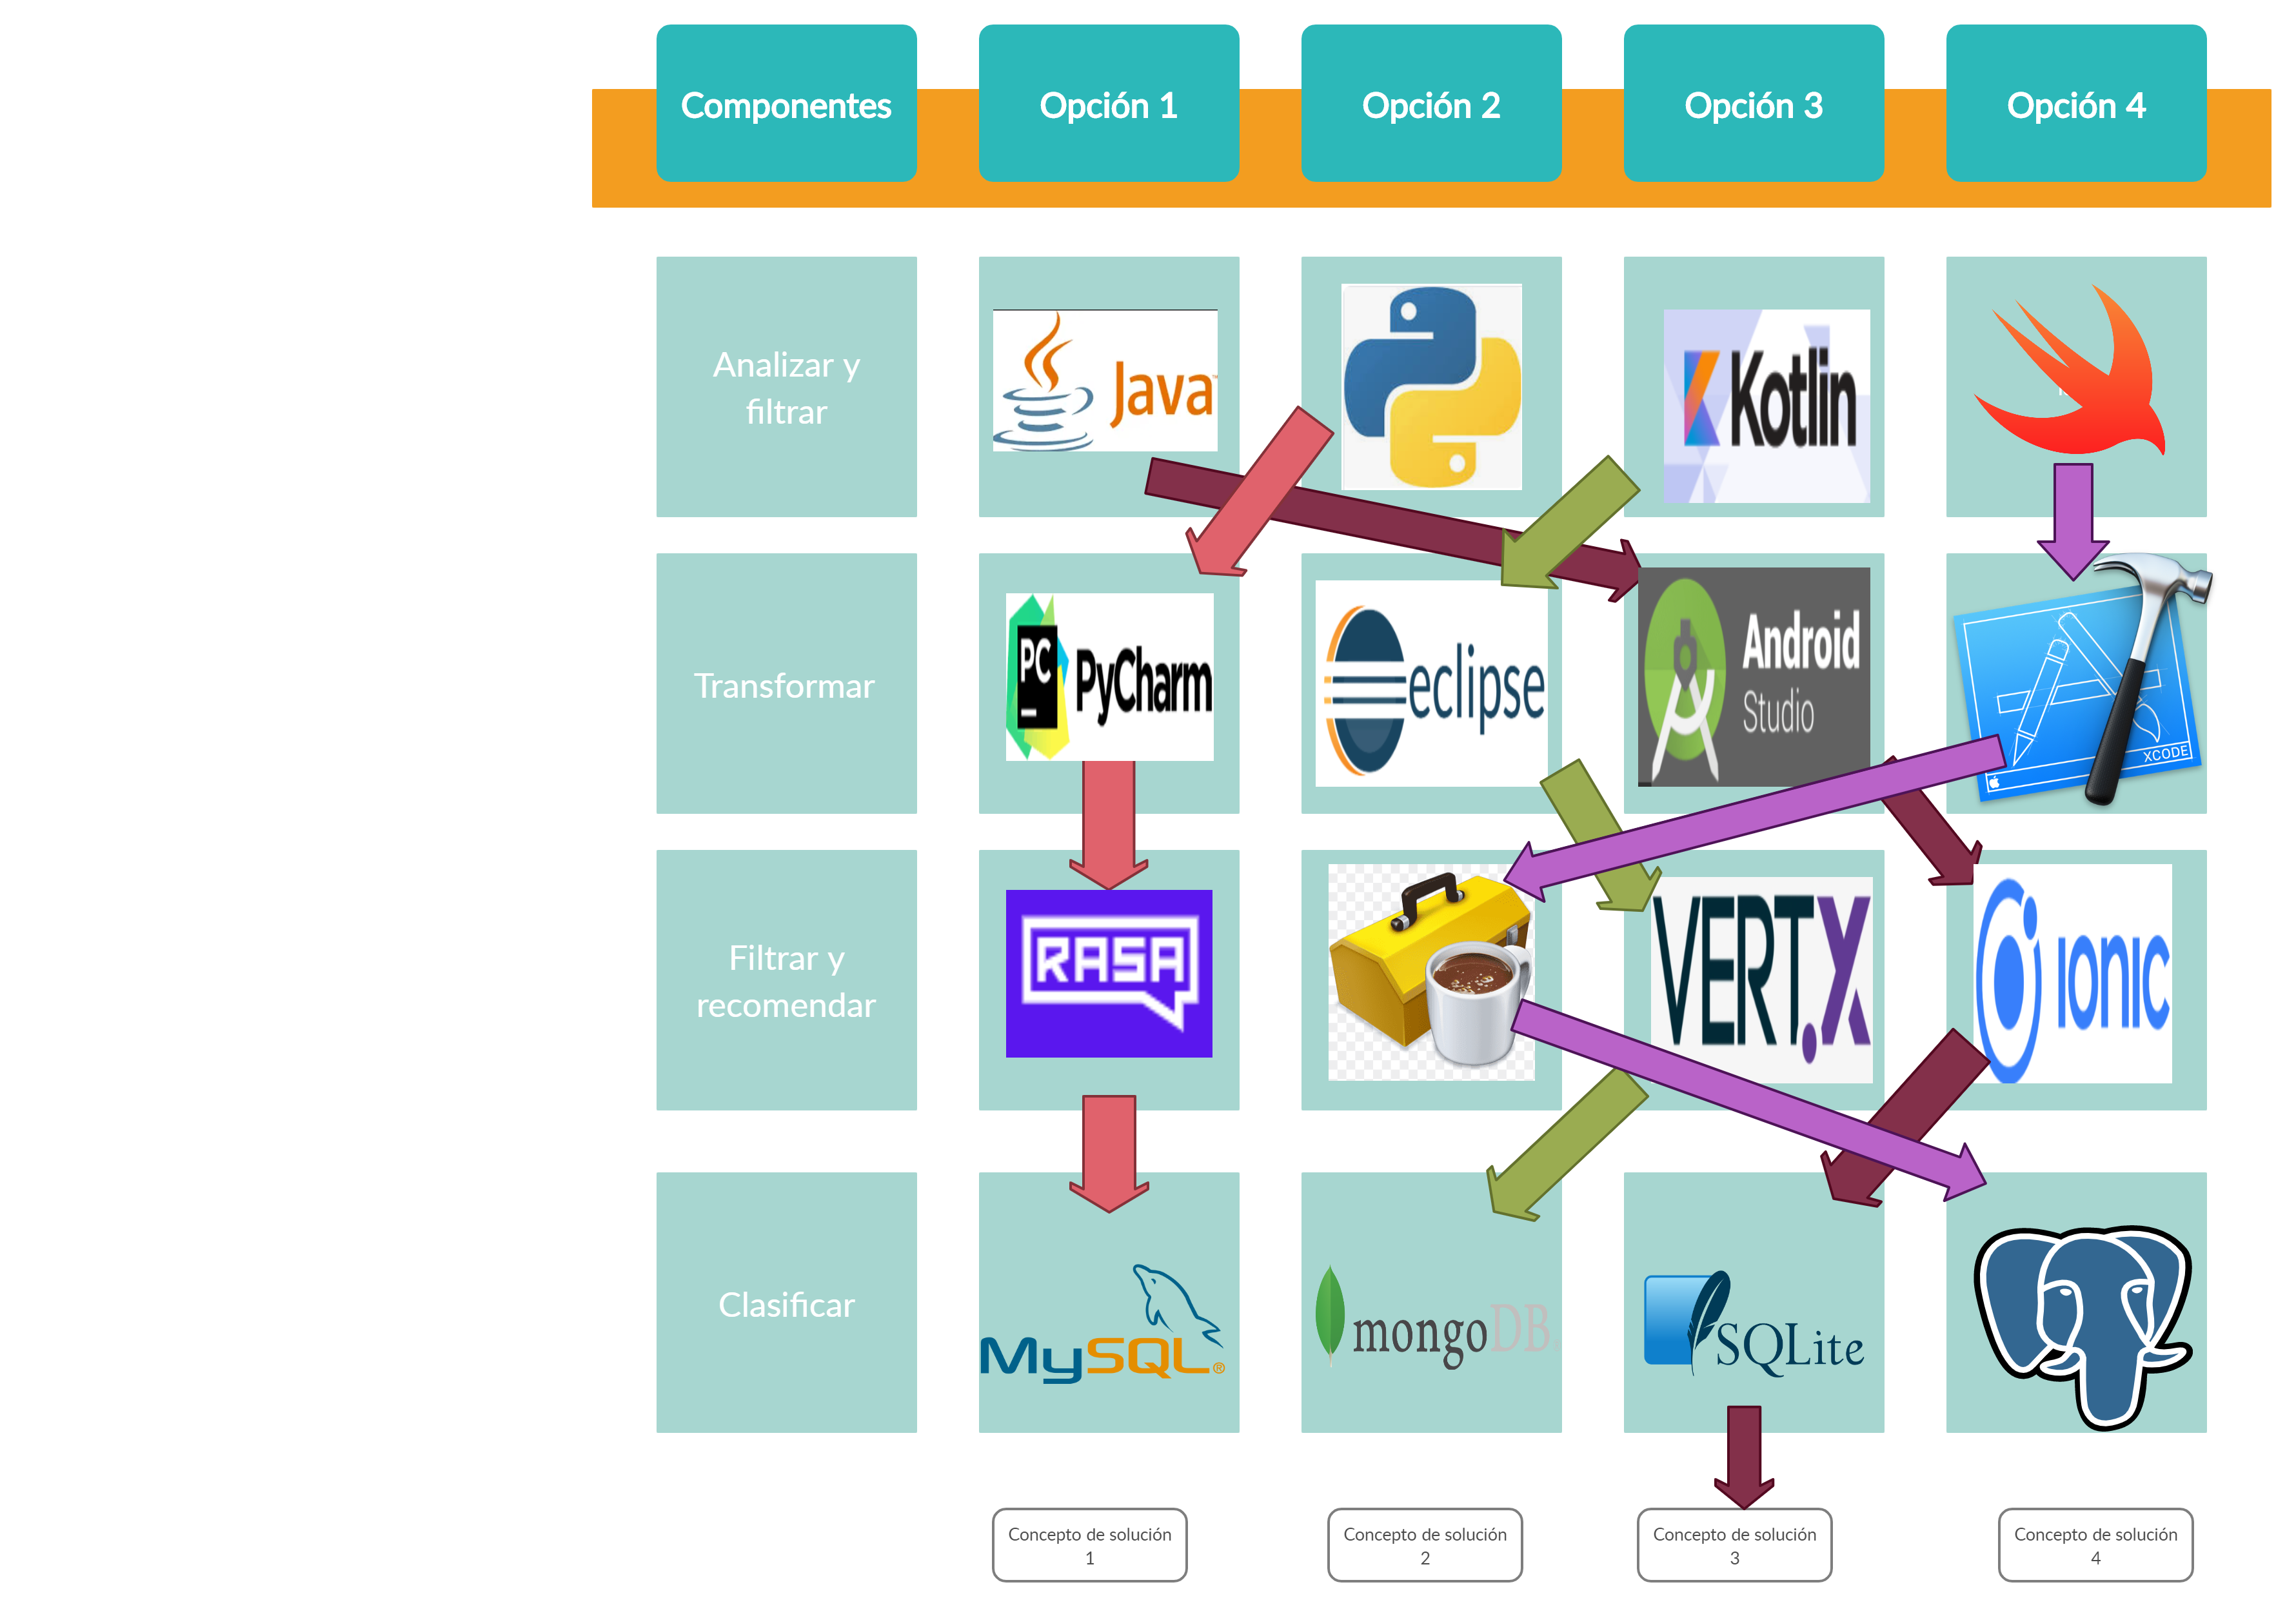 Componentes
Opción 1
Opción 2
Opción 3
Opción 4
Analizar y
filtrar
Java
Kotlin
Transformar
PC
PyCharm
eclipse
Android
Studio
XCODE
Filtrar y
recomendar
RASA
VERT.X
ionic
Clasificar
MySQL®
mongoDB
SQLite
Concepto de solución
1
Concepto de solución
2
Concepto de solución
3
Concepto de solución
4